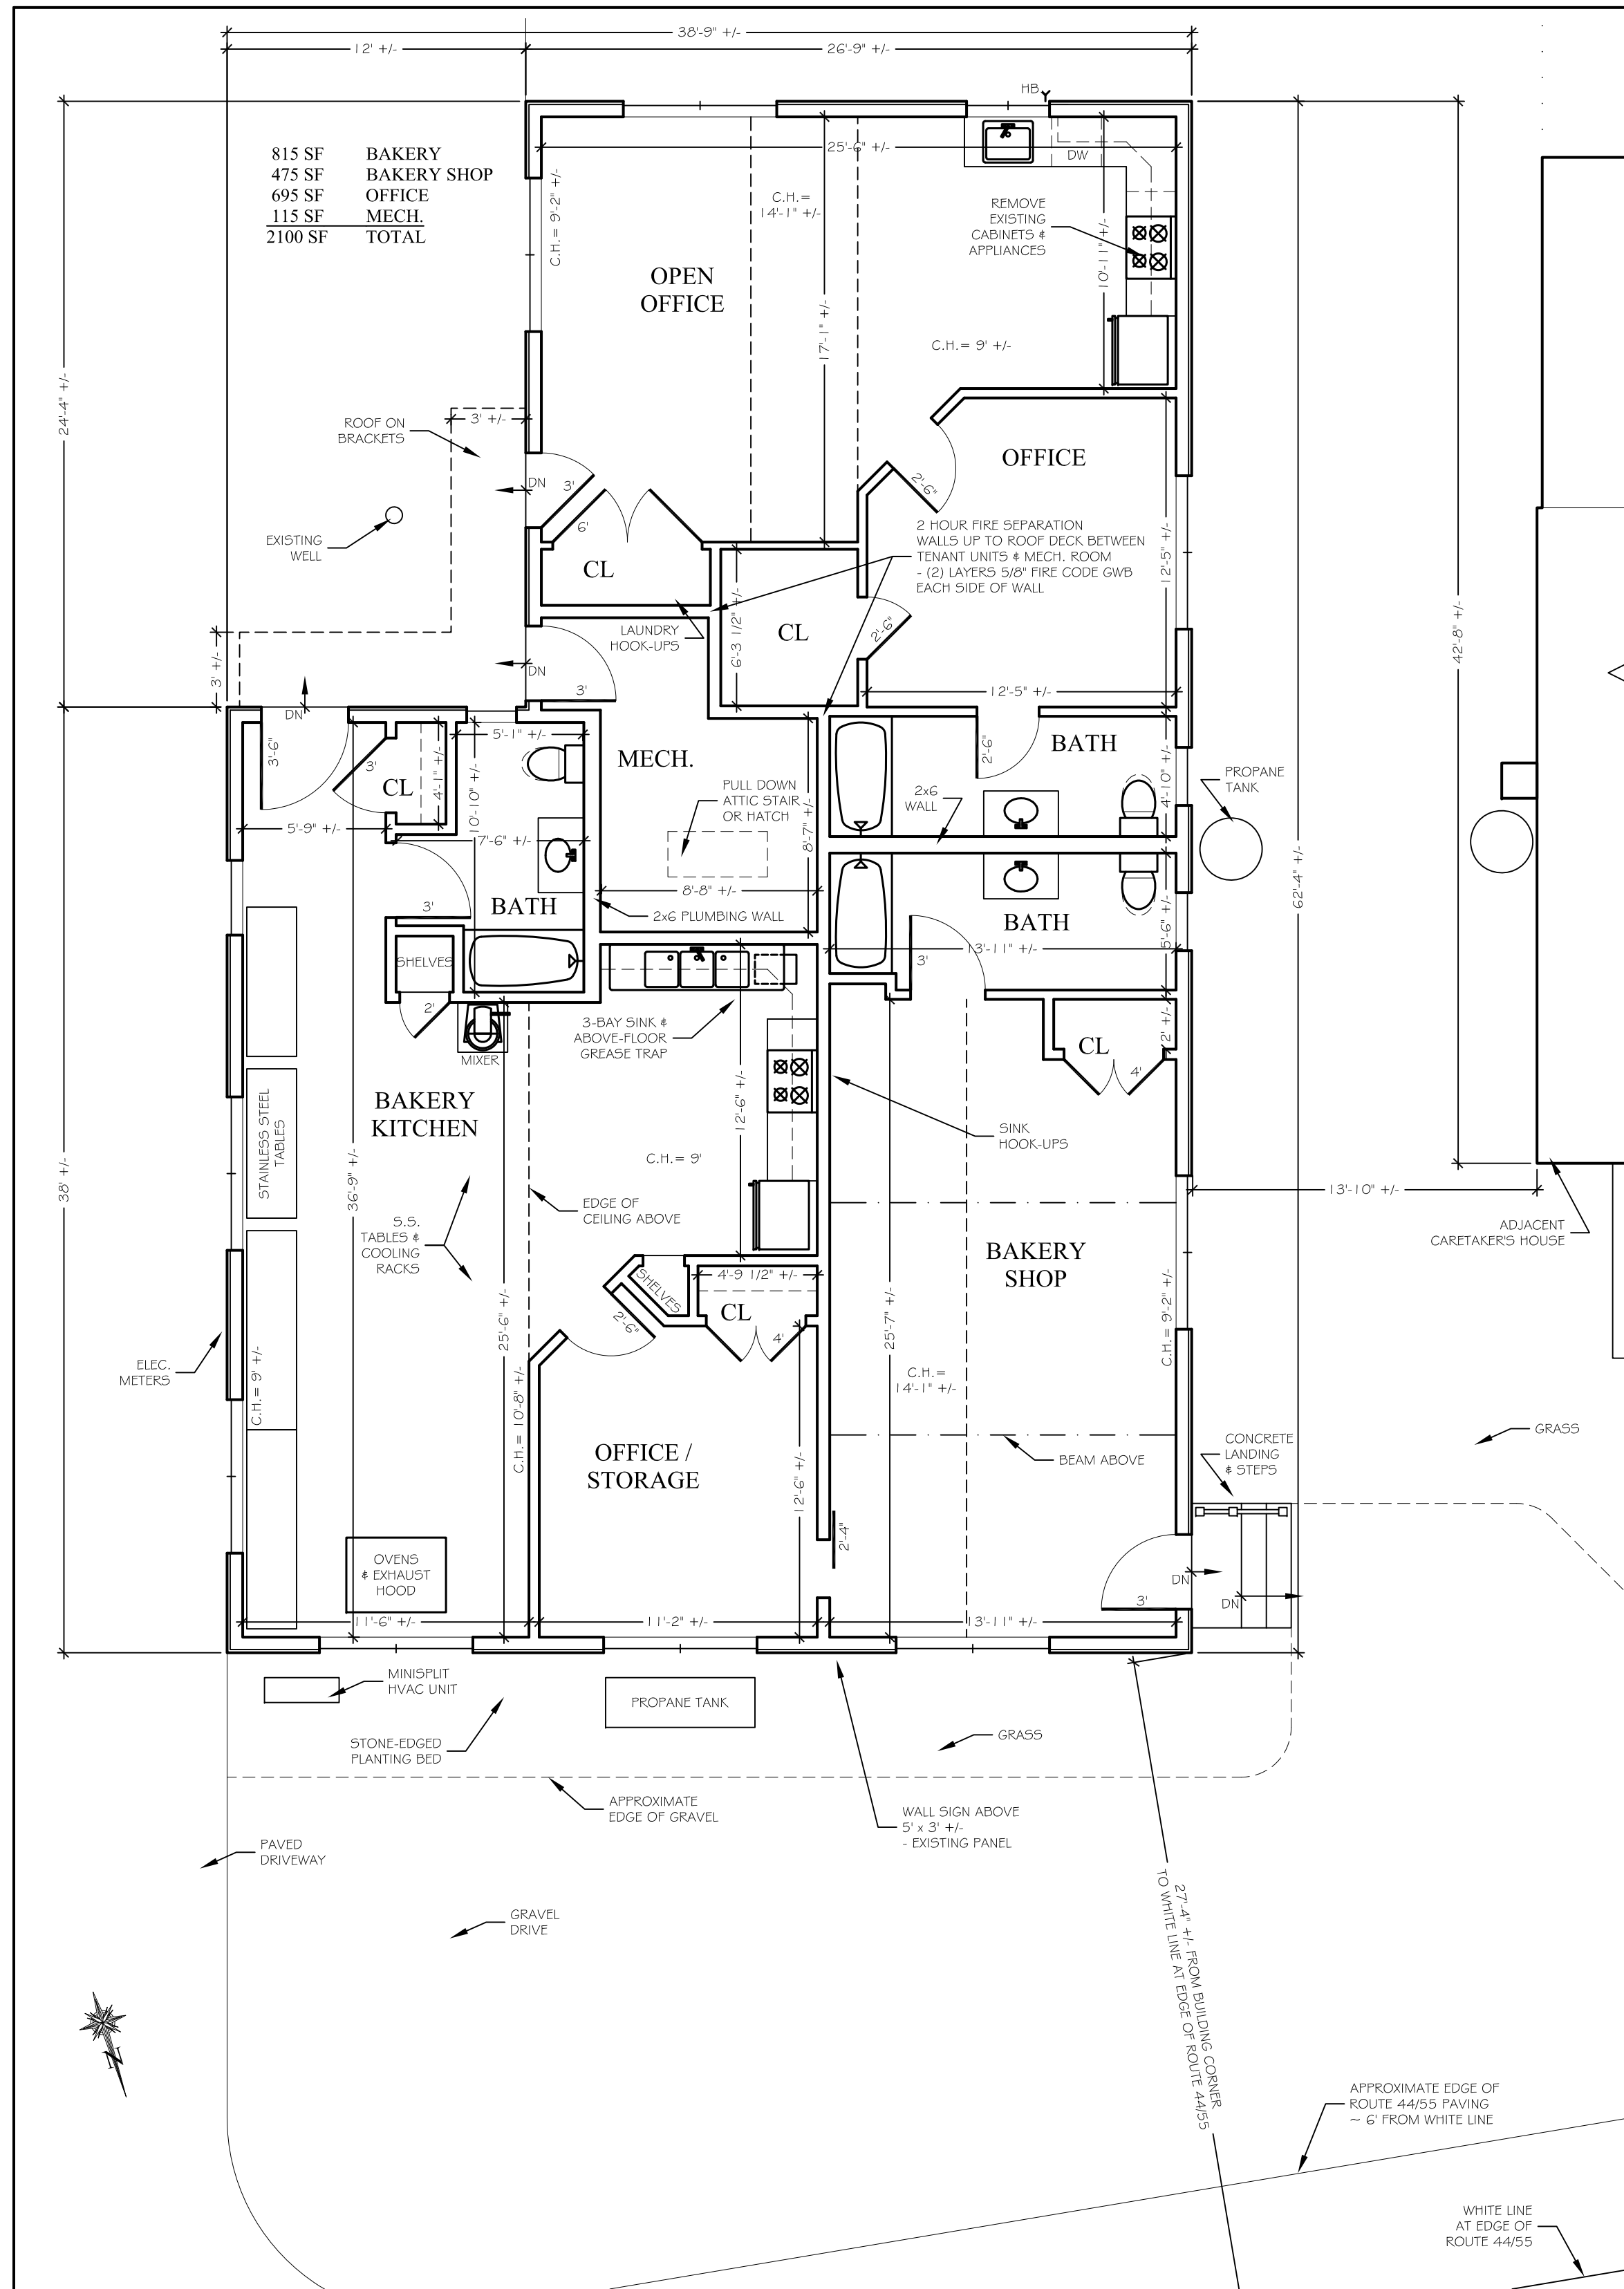 38'-9" +/-
12' +/-
26'-9" +/-
HB
815 SF BAKERY
475 SF BAKERY SHOP
695 SF OFFICE
115 SF MECH.
2100 SF TOTAL
C.H.= 9'-2" +/-
25'-6" +/-
DW
C.H.=
14'-1" +/-
REMOVE
EXISTING
CABINETS &
APPLIANCES
10'-11" +/-
OPEN
OFFICE
17'-1" +/-
C.H.= 9' +/-
24'-4" +/-
ROOF ON
BRACKETS
3' +/-
OFFICE
DN
3'
6'
2'-6"
EXISTING
WELL
2 HOUR FIRE SEPARATION
WALLS UP TO ROOF DECK BETWEEN
TENANT UNITS & MECH. ROOM
- (2) LAYERS 5/8" FIRE CODE GWB
EACH SIDE OF WALL
12'-5" +/-
CL
LAUNDRY
HOOK-UPS
6'-3 1/2" +/-
CL
2'-6"
42'-8" +/-
3' +/-
DN
3'
12'-5" +/-
DN
3'-6"
3'
5'-1" +/-
CL
4'-1" +/-
10'-10" +/-
MECH.
2'-6"
BATH
4'-10" +/-
PROPANE
TANK
PULL DOWN
ATTIC STAIR
OR HATCH
2x6
WALL
5'-9" +/-
7'-6" +/-
8'-7" +/-
8'-8" +/-
62'-4" +/-
3'
BATH
2x6 PLUMBING WALL
BATH
5'-6" +/-
13'-11" +/-
3'
SHELVES
2'
MIXER
3-BAY SINK &
ABOVE-FLOOR
GREASE TRAP
2' +/-
CL
4'
BAKERY
KITCHEN
STAINLESS STEEL
TABLES
12'-6" +/-
SINK
HOOK-UPS
C.H.= 9'
38' +/-
36'-9" +/-
13'-10" +/-
EDGE OF
CEILING ABOVE
S.S.
TABLES &
COOLING
RACKS
ADJACENT
CARETAKER'S HOUSE
BAKERY
SHOP
SHELVES
4'-9 1/2" +/-
CL
2'-6"
4'
25'-6" +/-
25'-7" +/-
C.H.= 9'-2" +/-
ELEC.
METERS
C.H.= 9' +/-
C.H.= 10'-8" +/-
C.H.=
14'-1" +/-
GRASS
CONCRETE
LANDING
& STEPS
OFFICE /
STORAGE
12'-6" +/-
BEAM ABOVE
2'-4"
OVENS
& EXHAUST
HOOD
DN
DN
3'
11'-6" +/-
11'-2" +/-
13'-11" +/-
MINISPLIT
HVAC UNIT
PROPANE TANK
STONE-EDGED
PLANTING BED
GRASS
APPROXIMATE
EDGE OF GRAVEL
WALL SIGN ABOVE
5' x 3' +/-
- EXISTING PANEL
PAVED
DRIVEWAY
27'-4" +/- FROM BUILDING CORNER
TO WHITE LINE AT EDGE OF ROUTE 44/55
GRAVEL
DRIVE
N
APPROXIMATE EDGE OF
ROUTE 44/55 PAVING
~ 6' FROM WHITE LINE
WHITE LINE
AT EDGE OF
ROUTE 44/55